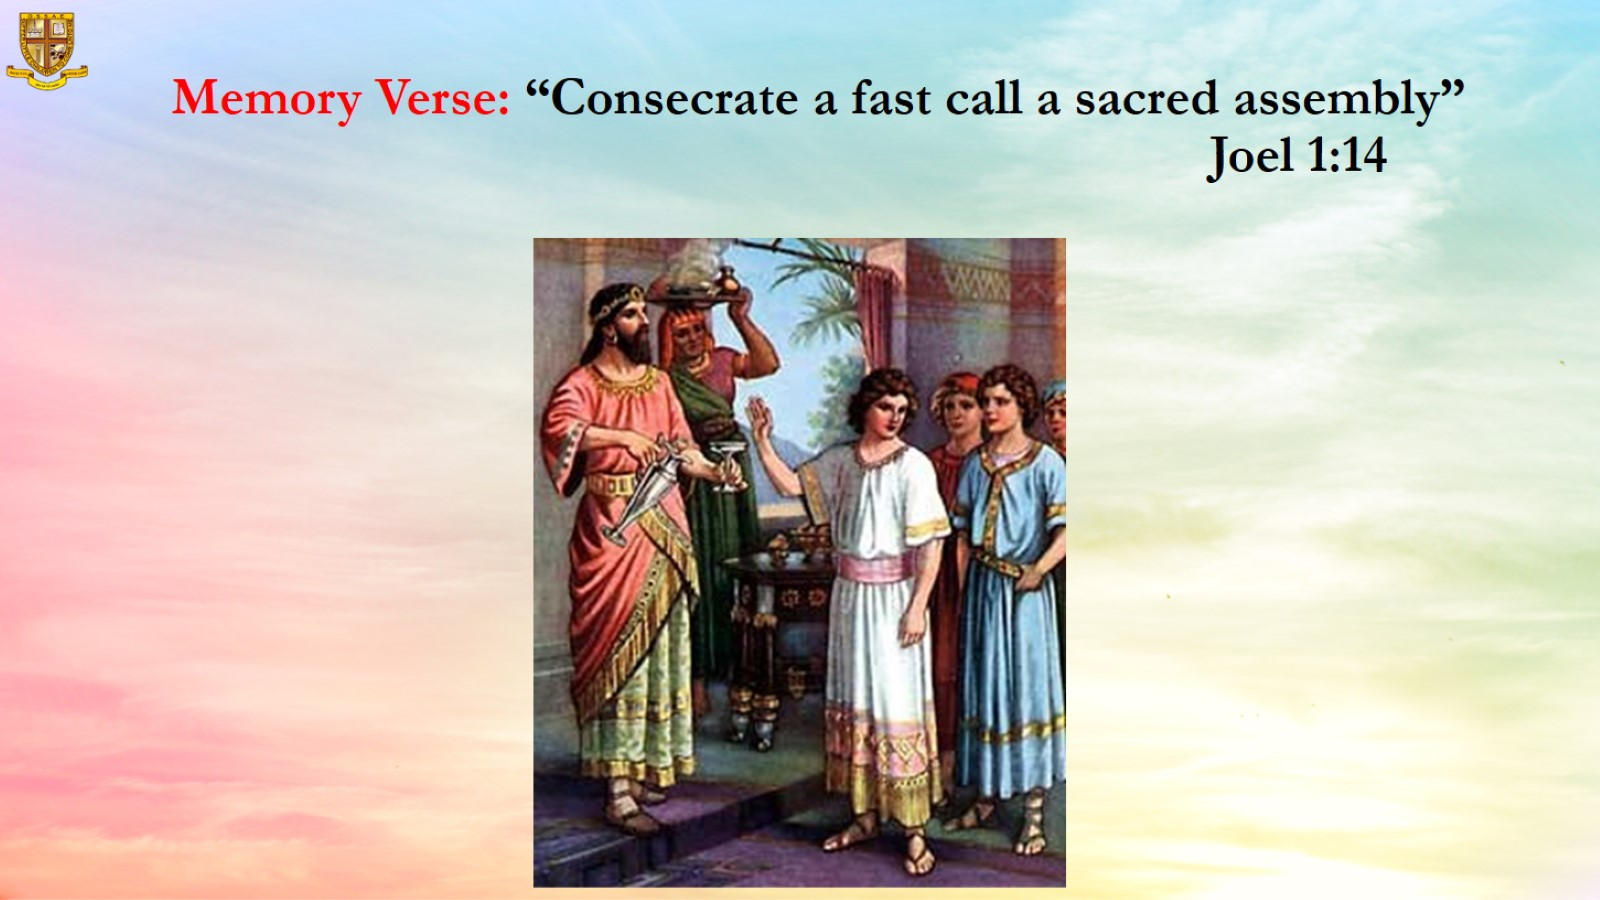 O.S.S.A.E
Memory Verse: “Consecrate a fast call a sacred assembly”
Joel 1:14